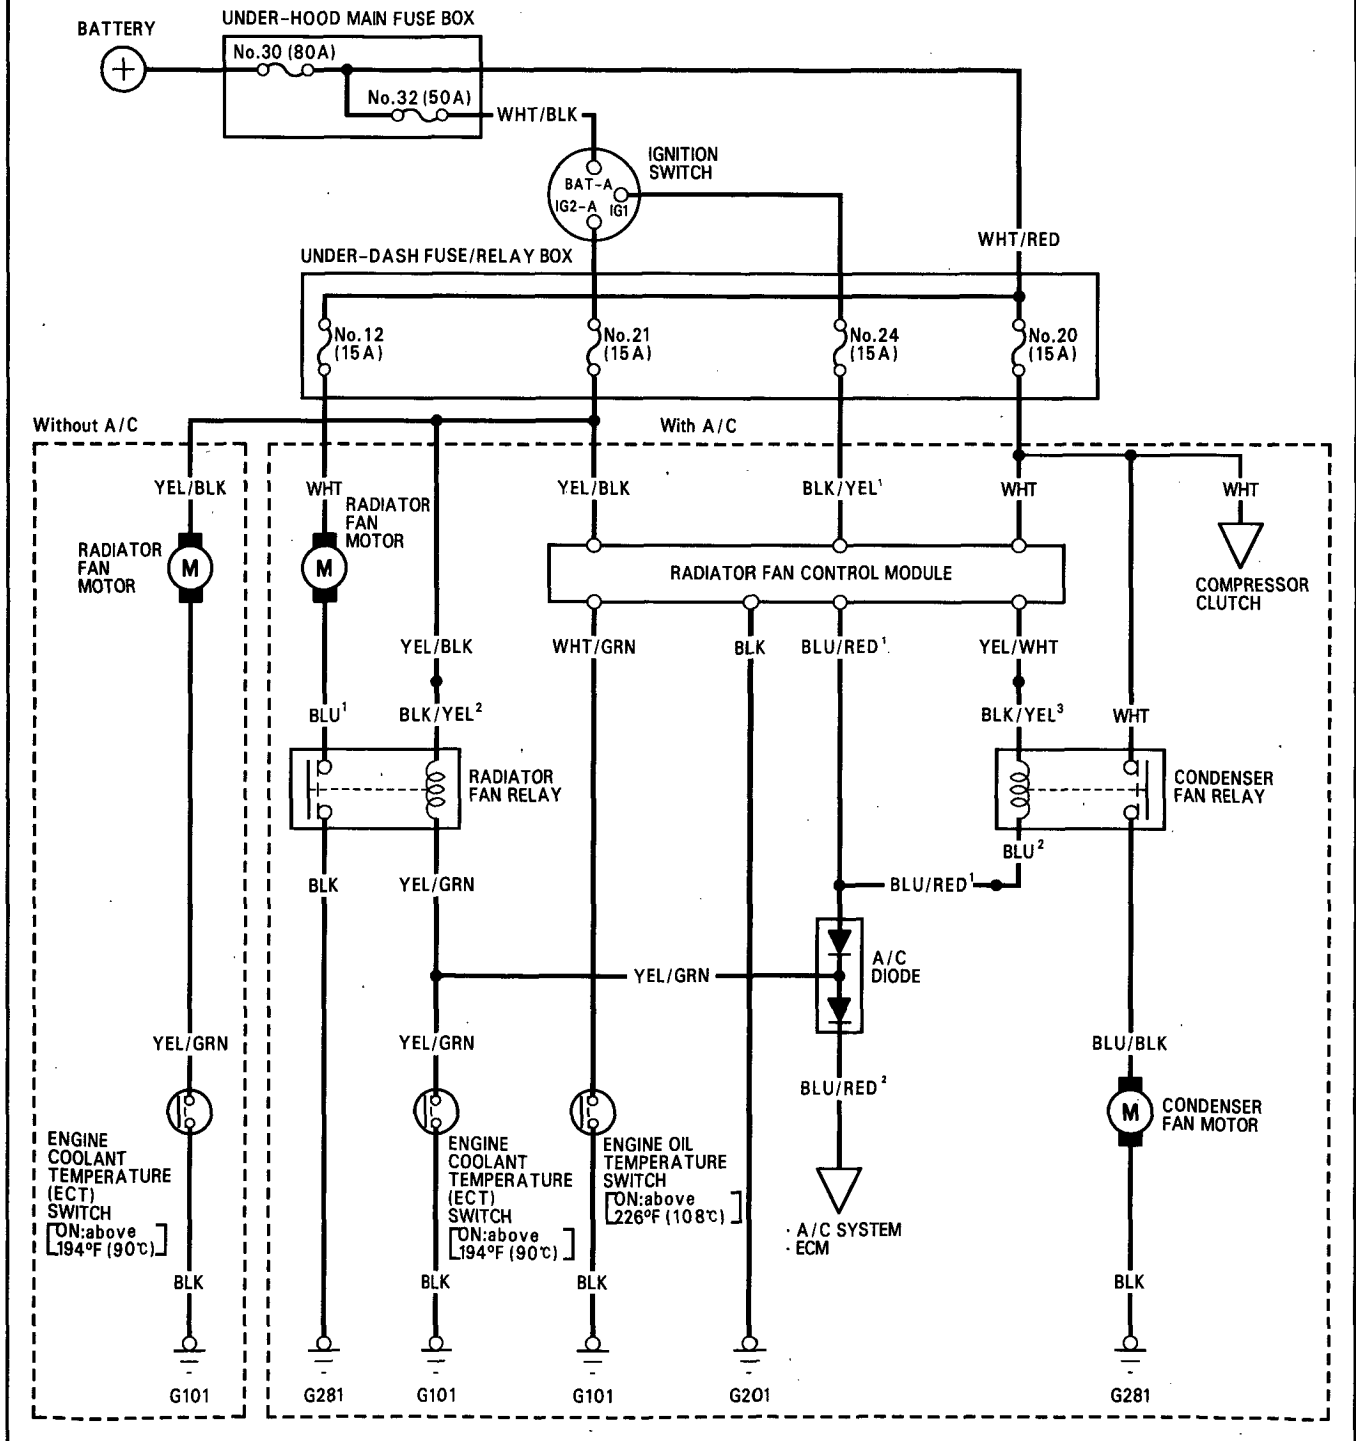 BATTERY
UNDER-HOOD MAIN FUSE BOX
No.30 (80A)
No.32 (50A)
WHT/BLK
IGNITION
SWITCH
BAT-A
IG2-A
IG1
WHT/RED
UNDER-DASH FUSE/RELAY BOX
No.12
(15A)
No.21
(15A)
No.24
(15A)
No.20
(15A)
Without A/C
With A/C
YEL/BLK
WHT
YEL/BLK
BLK/YEL¹
WHT
WHT
RADIATOR
FAN
MOTOR
M
RADIATOR
FAN
MOTOR
M
RADIATOR FAN CONTROL MODULE
COMPRESSOR
CLUTCH
YEL/BLK
WHT/GRN
BLK
BLU/RED¹
YEL/WHT
BLU¹
BLK/YEL²
BLK/YEL³
WHT
RADIATOR
FAN RELAY
CONDENSER
FAN RELAY
BLU²
BLK
YEL/GRN
BLU/RED¹
YEL/GRN
A/C
DIODE
YEL/GRN
YEL/GRN
BLU/RED²
BLU/BLK
M
CONDENSER
FAN MOTOR
ENGINE
COOLANT
TEMPERATURE
(ECT)
SWITCH
[ON:above
194°F (90℃)]
ENGINE
COOLANT
TEMPERATURE
(ECT)
SWITCH
[ON:above
194°F (90℃)]
ENGINE OIL
TEMPERATURE
SWITCH
[ON:above
226°F (108℃)]
· A/C SYSTEM
· ECM
BLK
BLK
BLK
BLK
G101
G281
G101
G101
G201
G281